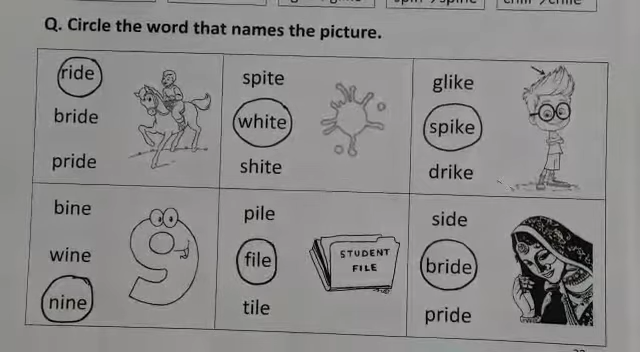 Q. Circle the word that names the picture.
ride
bride
pride
spite
white
shite
glike
spike
drike
bine
wine
nine
9
pile
file
tile
STUDENT
FILE
side
bride
pride